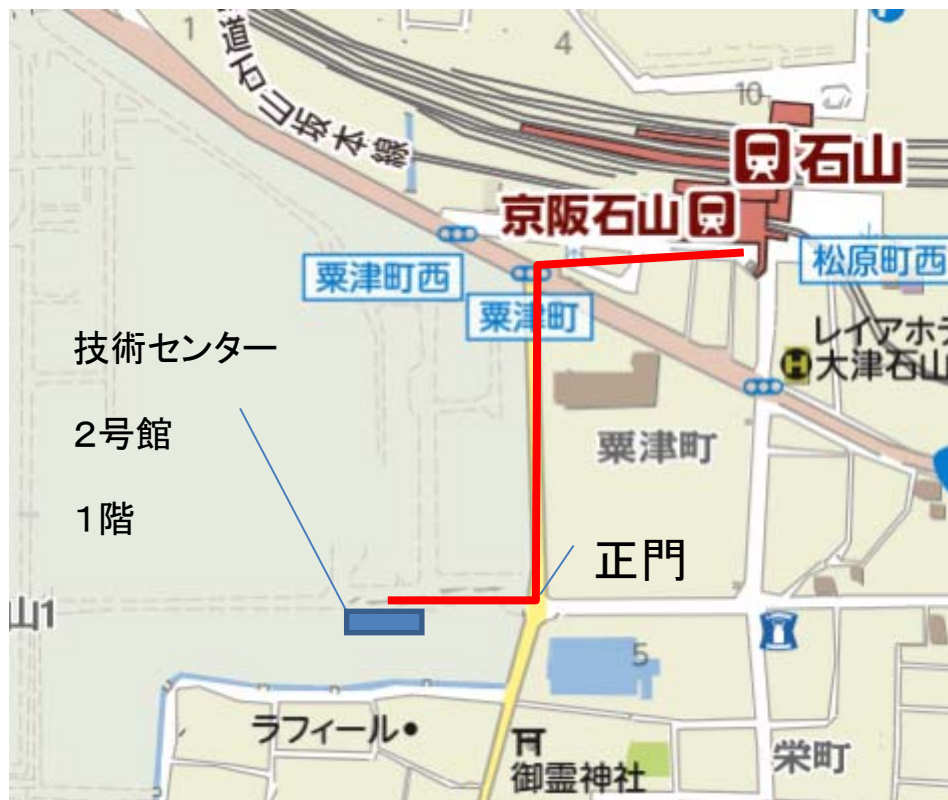 1
4
10
道石山坂本線
石山
京阪石山
粟津町西
松原町西
粟津町
レイアホテ
大津石山
技術センター
２号館
１階
粟津町
正門
山1
5
ラフィール
御霊神社
栄町